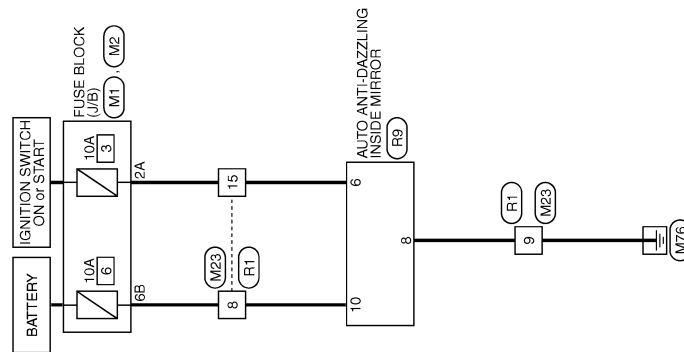 BATTERY
IGNITION SWITCH
ON or START
FUSE BLOCK
(J/B)
M1 , M2
10A
6
10A
3
6B
2A
M23
8
R1
15
10
6
AUTO ANTI-DAZZLING
INSIDE MIRROR
R9
8
R1
9
M23
M76